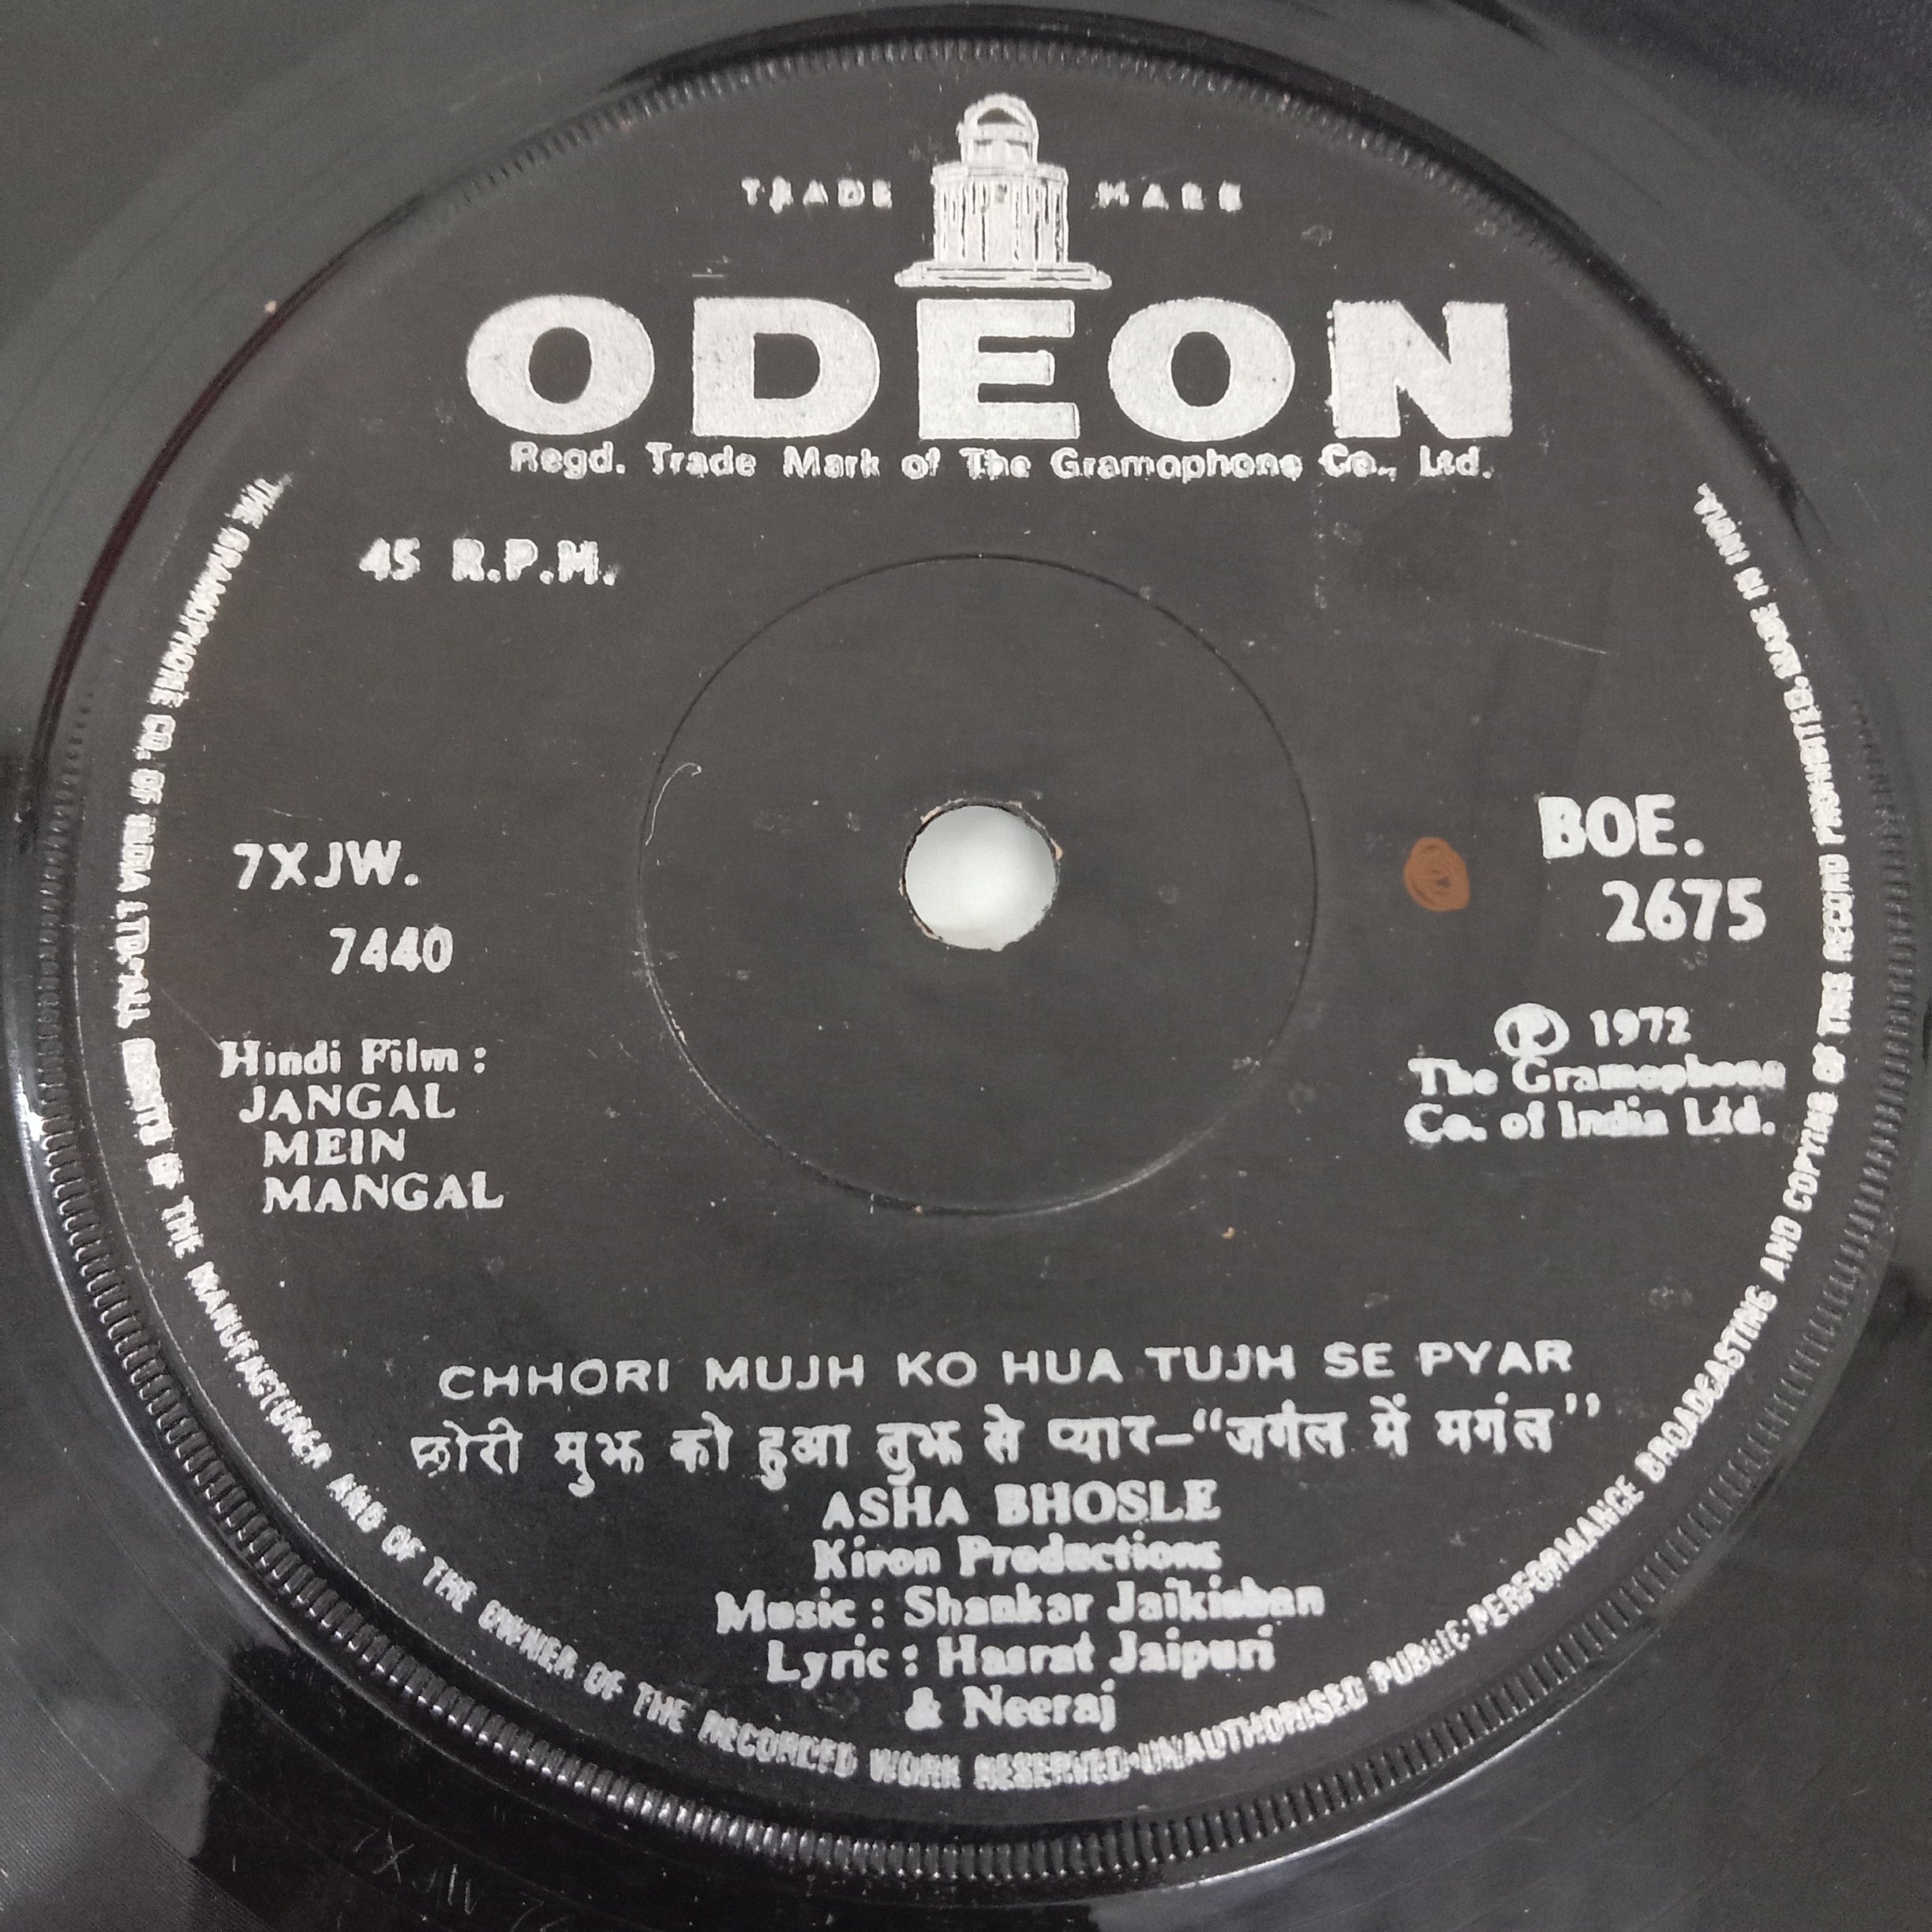 TRADE MARK
ODEON
Regd. Trade Mark of The Gramophone Co., Ltd.
45 R.P.M.
7XJW.
7440
BOE.
2675
Hindi Film :
JANGAL
MEIN
MANGAL
Ⓟ 1972
The Gramophone
Co. of India Ltd.
CHHORI MUJH KO HUA TUJH SE PYAR
छोरी मुझ को हुआ तुझ से प्यार–“जगंल में मगंल”
ASHA BHOSLE
Kiron Productions
Music : Shankar Jaikishan
Lyric : Hasrat Jaipuri
& Neeraj
THE GRAMOPHONE CO. OF INDIA LTD. ALL RIGHTS OF THE MANUFACTURER AND OF THE OWNER OF THE RECORDED WORK RESERVED·UNAUTHORISED PUBLIC PERFORMANCE BROADCASTING AND COPYING OF THE RECORD PROHIBITED. MADE IN INDIA.
7XJW